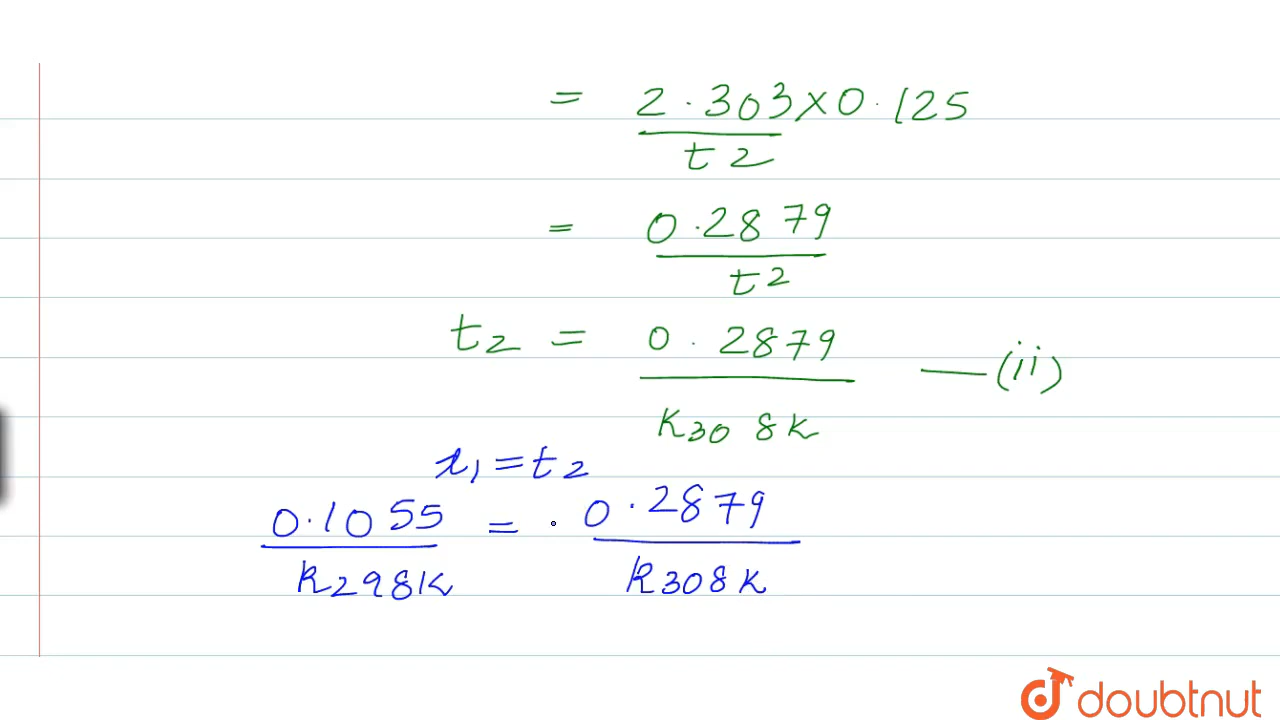 = 2.303×0.125
t2
= 0.2879
t2
t2 = 0.2879 —(ii)
K308K
x1=t2
0.1055 = 0.2879
K298K K308K
doubtnut